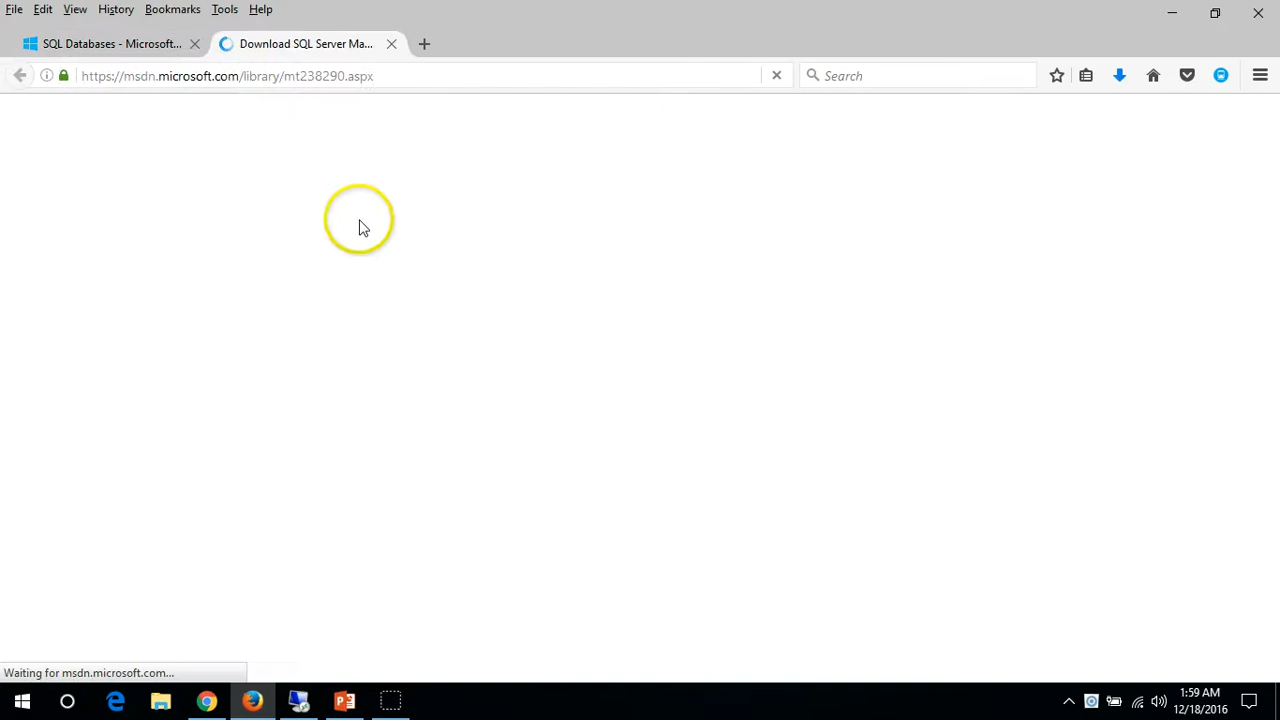 File Edit View History Bookmarks Tools Help
SQL Databases - Microsoft... Download SQL Server Ma...
https://msdn.microsoft.com/library/mt238290.aspx Search
Waiting for msdn.microsoft.com...
1:59 AM
12/18/2016